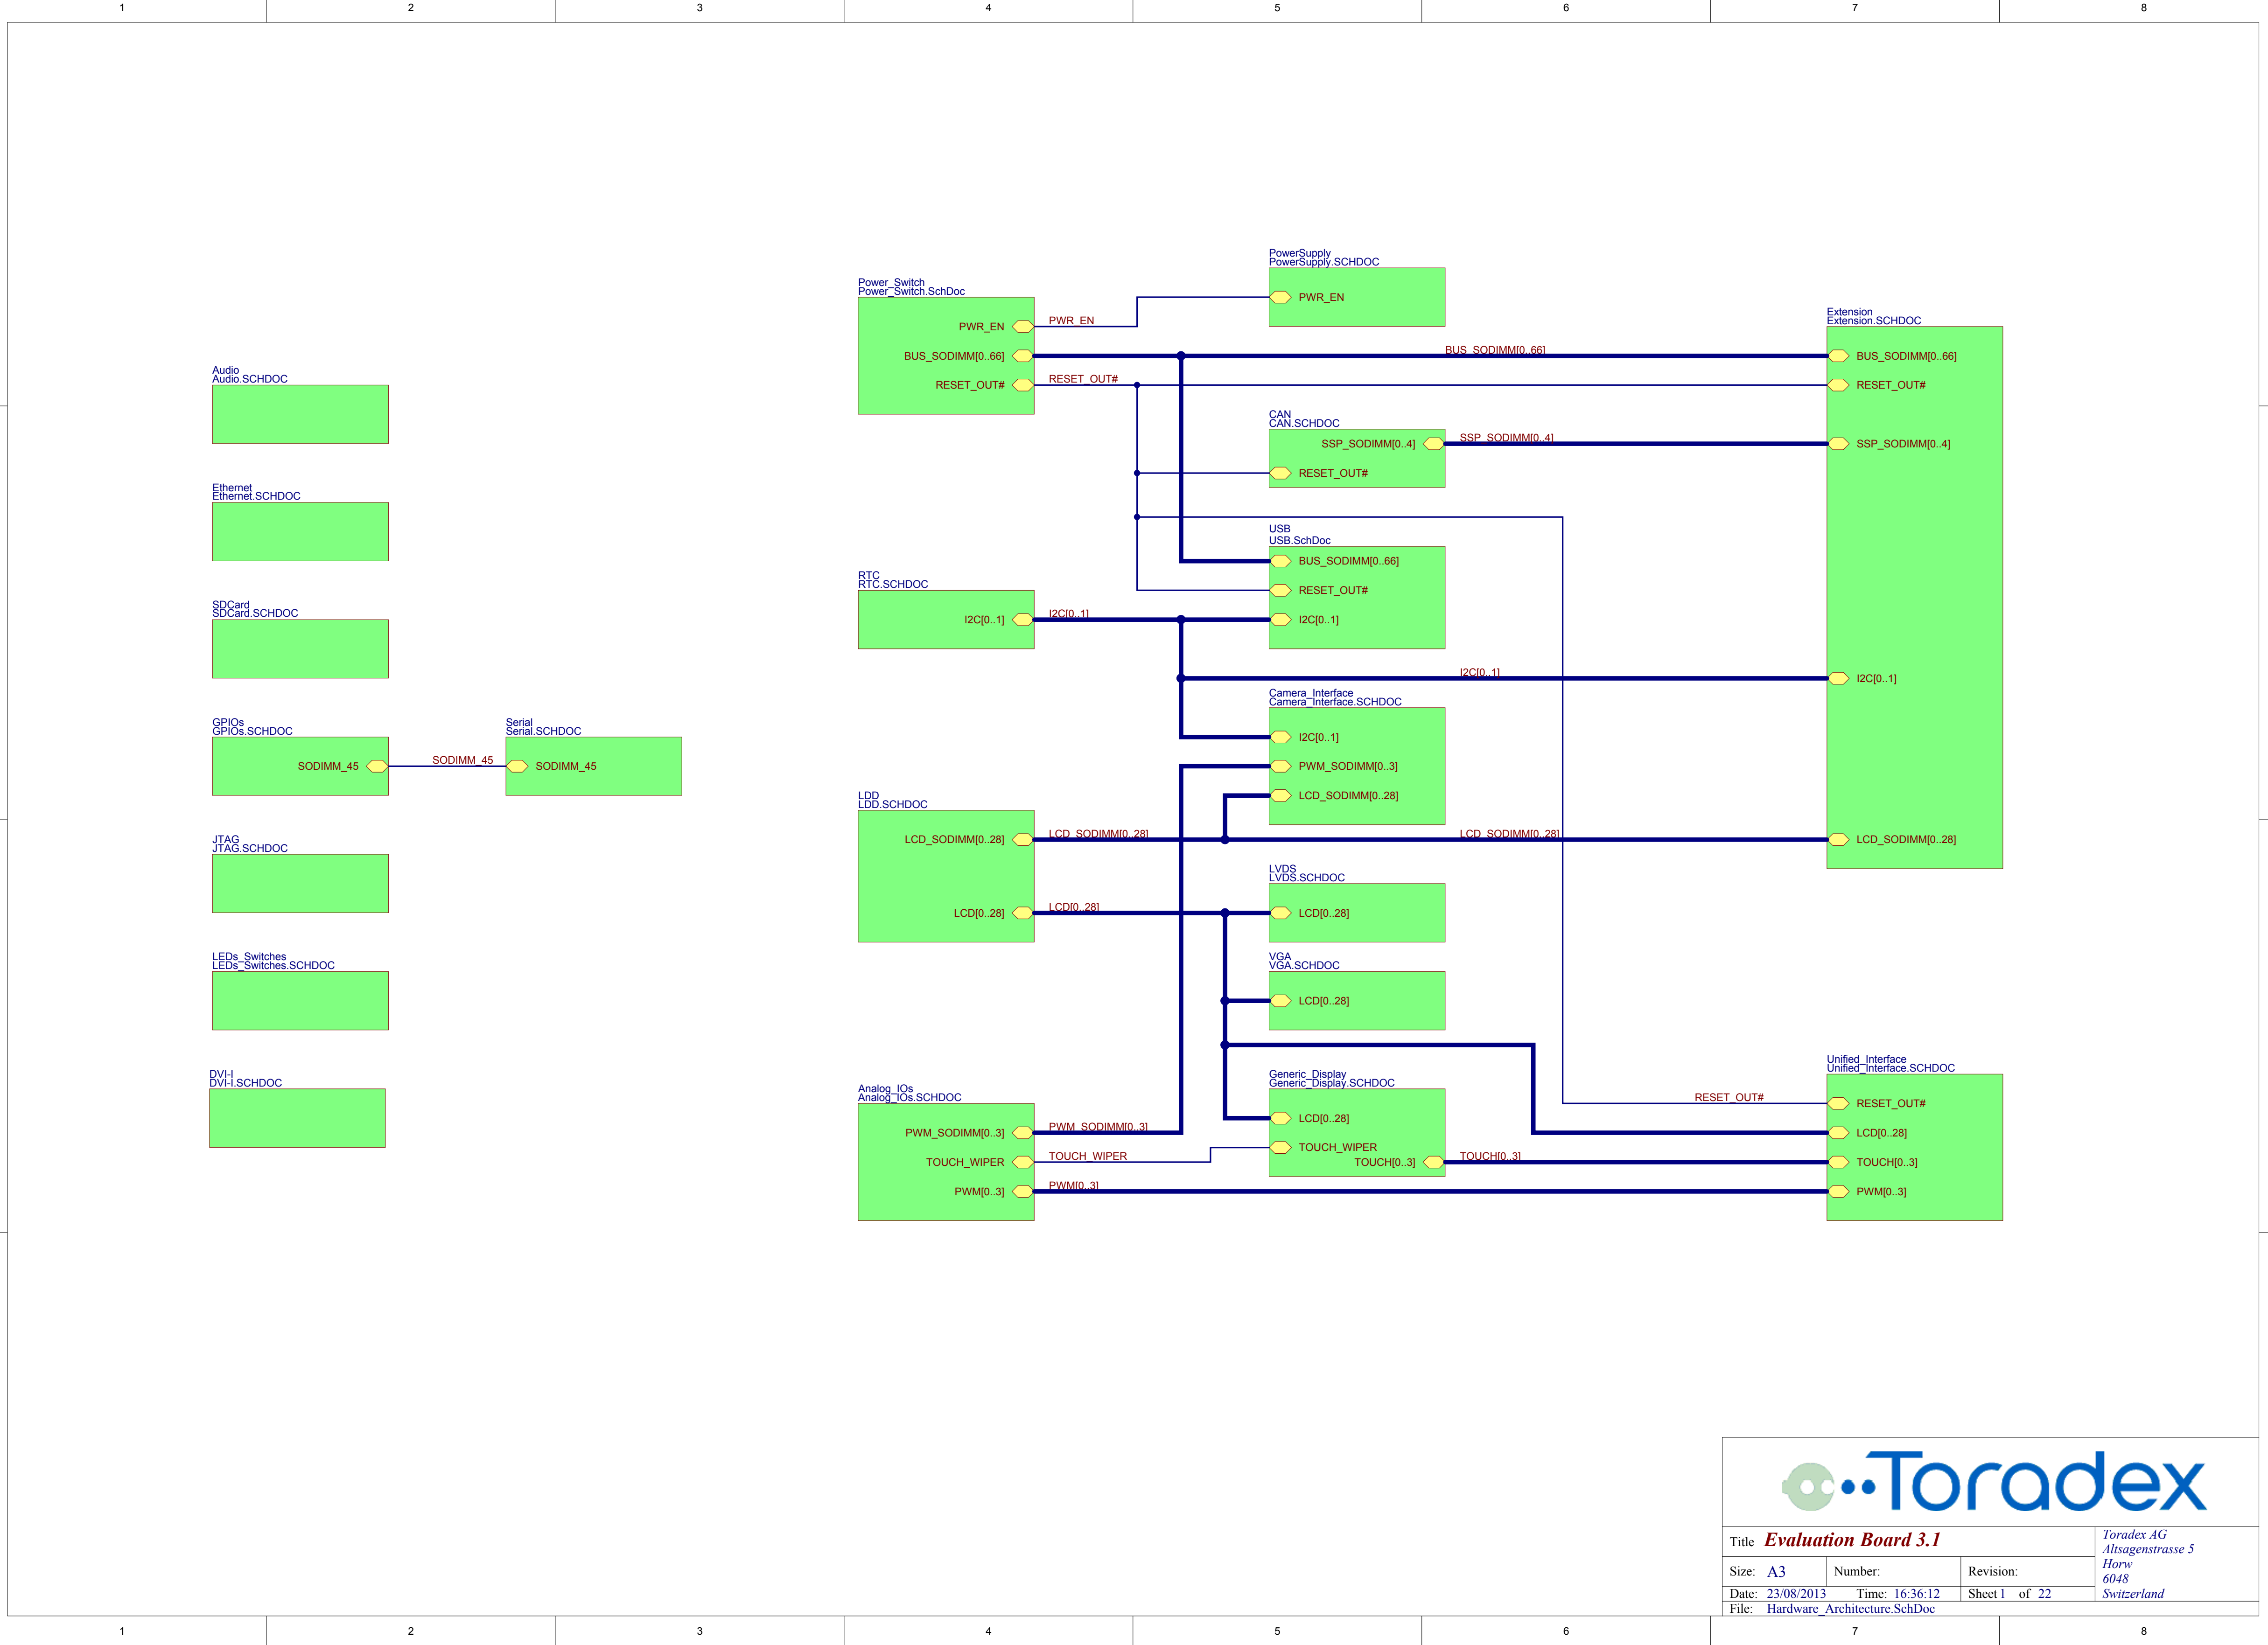 1 2 3 4 5 6 7 8
PowerSupply
PowerSupply.SCHDOC
PWR_EN
Power_Switch
Power_Switch.SchDoc
PWR_EN
BUS_SODIMM[0..66]
RESET_OUT#
PWR_EN
BUS_SODIMM[0..66]
RESET_OUT#
Extension
Extension.SCHDOC
BUS_SODIMM[0..66]
RESET_OUT#
SSP_SODIMM[0..4]
I2C[0..1]
LCD_SODIMM[0..28]
Audio
Audio.SCHDOC
CAN
CAN.SCHDOC
SSP_SODIMM[0..4]
RESET_OUT#
SSP_SODIMM[0..4]
Ethernet
Ethernet.SCHDOC
USB
USB.SchDoc
BUS_SODIMM[0..66]
RESET_OUT#
I2C[0..1]
RTC
RTC.SCHDOC
I2C[0..1]
I2C[0..1]
SDCard
SDCard.SCHDOC
I2C[0..1]
Camera_Interface
Camera_Interface.SCHDOC
I2C[0..1]
PWM_SODIMM[0..3]
LCD_SODIMM[0..28]
GPIOs
GPIOs.SCHDOC
SODIMM_45
SODIMM_45
Serial
Serial.SCHDOC
SODIMM_45
LDD
LDD.SCHDOC
LCD_SODIMM[0..28]
LCD[0..28]
LCD_SODIMM[0..28]
LCD_SODIMM[0..28]
LCD[0..28]
JTAG
JTAG.SCHDOC
LVDS
LVDS.SCHDOC
LCD[0..28]
LEDs_Switches
LEDs_Switches.SCHDOC
VGA
VGA.SCHDOC
LCD[0..28]
DVI-I
DVI-I.SCHDOC
Analog_IOs
Analog_IOs.SCHDOC
PWM_SODIMM[0..3]
TOUCH_WIPER
PWM[0..3]
PWM_SODIMM[0..3]
TOUCH_WIPER
PWM[0..3]
Generic_Display
Generic_Display.SCHDOC
LCD[0..28]
TOUCH_WIPER
TOUCH[0..3]
TOUCH[0..3]
RESET_OUT#
Unified_Interface
Unified_Interface.SCHDOC
RESET_OUT#
LCD[0..28]
TOUCH[0..3]
PWM[0..3]
Toradex
Title Evaluation Board 3.1
Size: A3 Number: Revision:
Date: 23/08/2013 Time: 16:36:12 Sheet 1 of 22
File: Hardware_Architecture.SchDoc
Toradex AG
Altsagenstrasse 5
Horw
6048
Switzerland
1 2 3 4 5 6 7 8